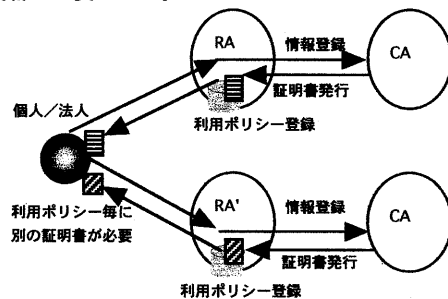 RA
情報登録
CA
証明書発行
個人／法人
利用ポリシー登録
利用ポリシー毎に
別の証明書が必要
RA'
情報登録
CA
証明書発行
利用ポリシー登録